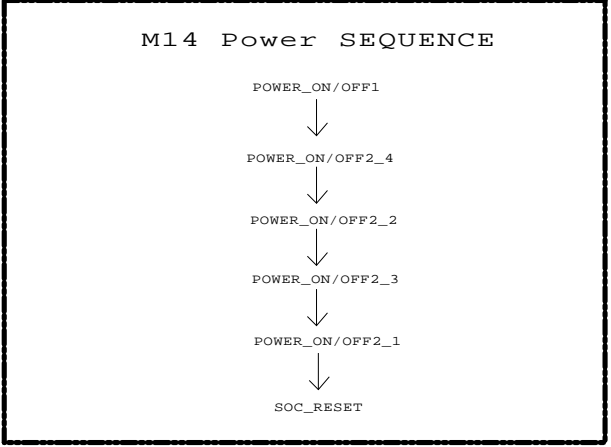 M14 Power SEQUENCE
POWER_ON/OFF1
POWER_ON/OFF2_4
POWER_ON/OFF2_2
POWER_ON/OFF2_3
POWER_ON/OFF2_1
SOC_RESET